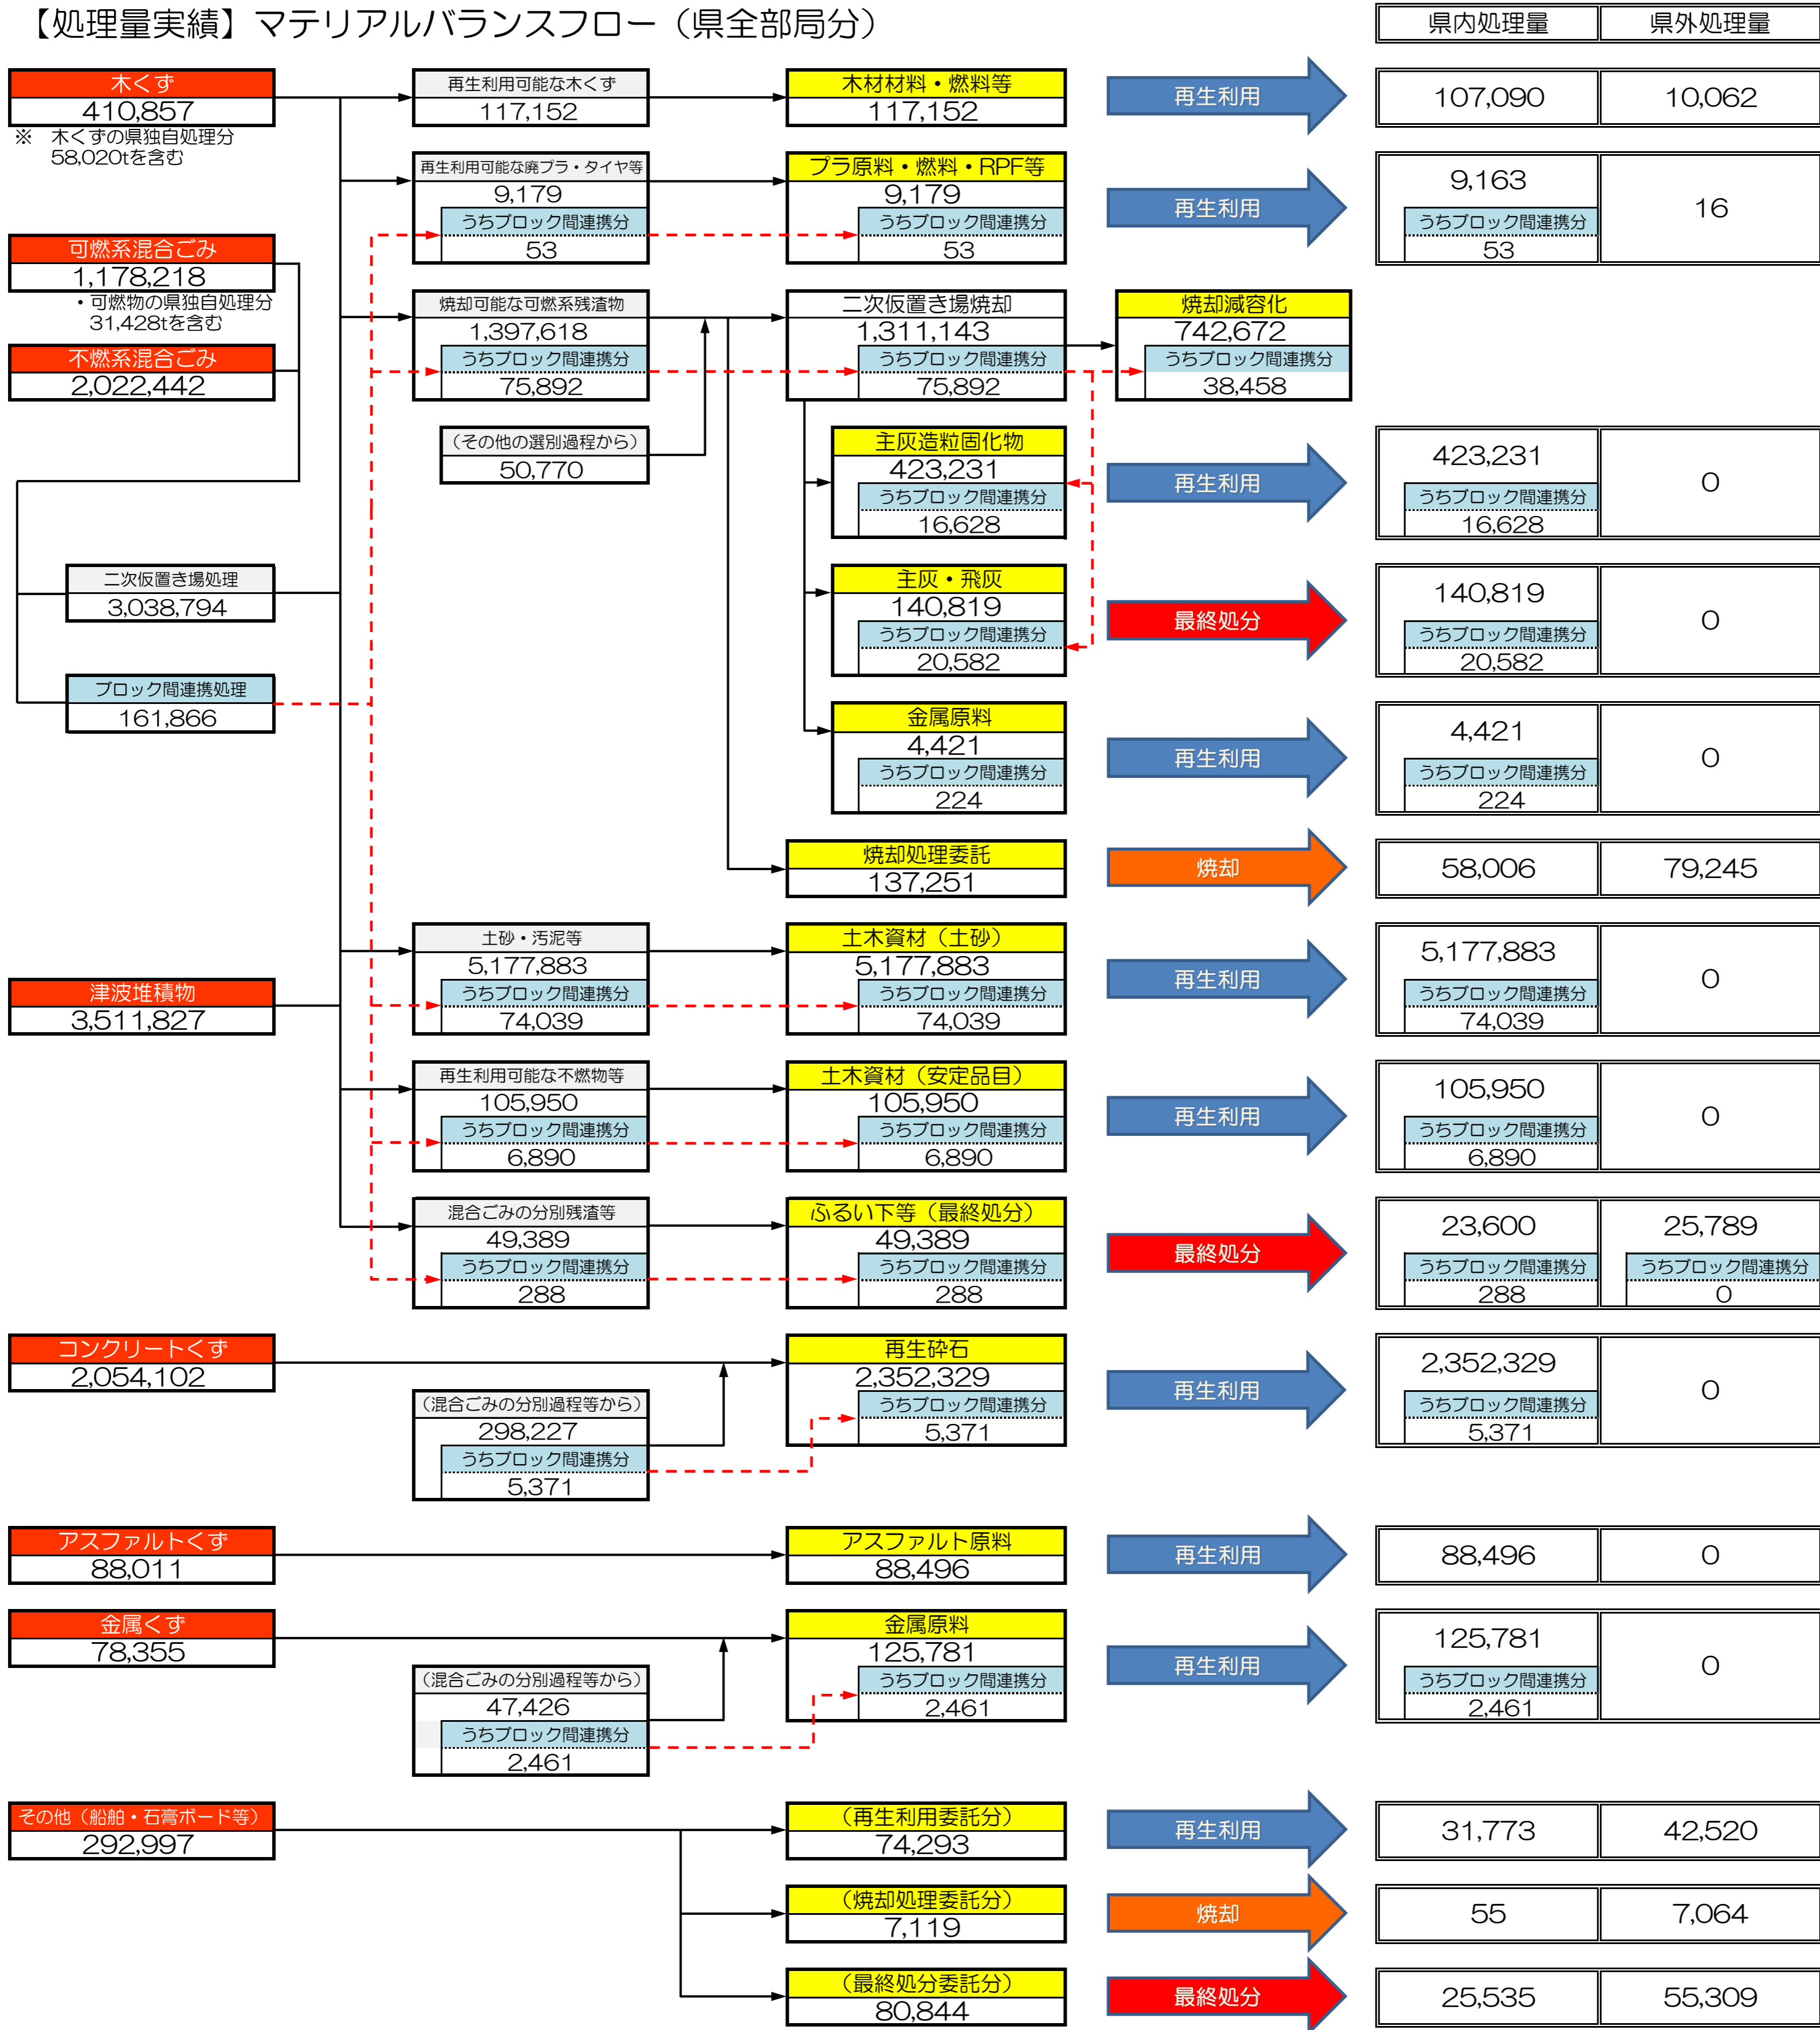 【処理量実績】マテリアルバランスフロー（県全部局分）
県内処理量
県外処理量
木くず
410,857
※　木くずの県独自処理分
58,020tを含む
再生利用可能な木くず
117,152
木材材料・燃料等
117,152
再生利用
107,090
10,062
再生利用可能な廃プラ・タイヤ等
9,179
うちブロック間連携分
53
プラ原料・燃料・RPF等
9,179
うちブロック間連携分
53
再生利用
9,163
うちブロック間連携分
53
16
可燃系混合ごみ
1,178,218
・可燃物の県独自処理分
31,428tを含む
不燃系混合ごみ
2,022,442
焼却可能な可燃系残渣物
1,397,618
うちブロック間連携分
75,892
二次仮置き場焼却
1,311,143
うちブロック間連携分
75,892
焼却減容化
742,672
うちブロック間連携分
38,458
（その他の選別過程から）
50,770
主灰造粒固化物
423,231
うちブロック間連携分
16,628
再生利用
423,231
うちブロック間連携分
16,628
0
二次仮置き場処理
3,038,794
主灰・飛灰
140,819
うちブロック間連携分
20,582
最終処分
140,819
うちブロック間連携分
20,582
0
ブロック間連携処理
161,866
金属原料
4,421
うちブロック間連携分
224
再生利用
4,421
うちブロック間連携分
224
0
焼却処理委託
137,251
焼却
58,006
79,245
津波堆積物
3,511,827
土砂・汚泥等
5,177,883
うちブロック間連携分
74,039
土木資材（土砂）
5,177,883
うちブロック間連携分
74,039
再生利用
5,177,883
うちブロック間連携分
74,039
0
再生利用可能な不燃物等
105,950
うちブロック間連携分
6,890
土木資材（安定品目）
105,950
うちブロック間連携分
6,890
再生利用
105,950
うちブロック間連携分
6,890
0
混合ごみの分別残渣等
49,389
うちブロック間連携分
288
ふるい下等（最終処分）
49,389
うちブロック間連携分
288
最終処分
23,600
うちブロック間連携分
288
25,789
うちブロック間連携分
0
コンクリートくず
2,054,102
（混合ごみの分別過程等から）
298,227
うちブロック間連携分
5,371
再生砕石
2,352,329
うちブロック間連携分
5,371
再生利用
2,352,329
うちブロック間連携分
5,371
0
アスファルトくず
88,011
アスファルト原料
88,496
再生利用
88,496
0
金属くず
78,355
（混合ごみの分別過程等から）
47,426
うちブロック間連携分
2,461
金属原料
125,781
うちブロック間連携分
2,461
再生利用
125,781
うちブロック間連携分
2,461
0
その他（船舶・石膏ボード等）
292,997
（再生利用委託分）
74,293
再生利用
31,773
42,520
（焼却処理委託分）
7,119
焼却
55
7,064
（最終処分委託分）
80,844
最終処分
25,535
55,309